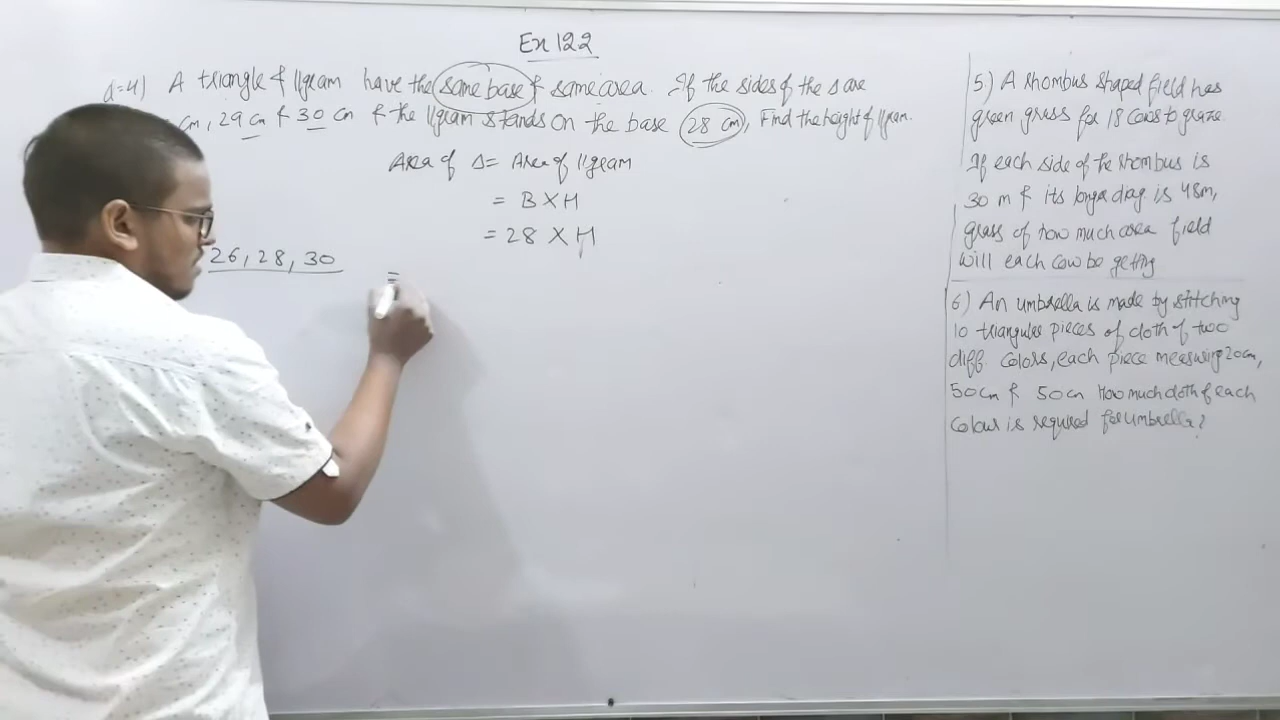 Ex 12.2
Q=4) A triangle & llgram have the same base & same area. If the sides of the Δ are
cm, 29 cm & 30 cm & the llgram stands on the base 28 cm, Find the height of llgram.
Area of Δ = Area of llgram
= B X H
= 28 X H
26, 28, 30
=
5) A rhombus shaped field has
green grass for 18 cows to graze.
If each side of the rhombus is
30 m & its longer diag is 48m,
grass of how much area field
will each cow be getting
6) An umbrella is made by stitching
10 triangular pieces of cloth of two
diff. colors, each piece measuring 20cm,
50cm & 50cm How much cloth of each
colour is required for umbrella?